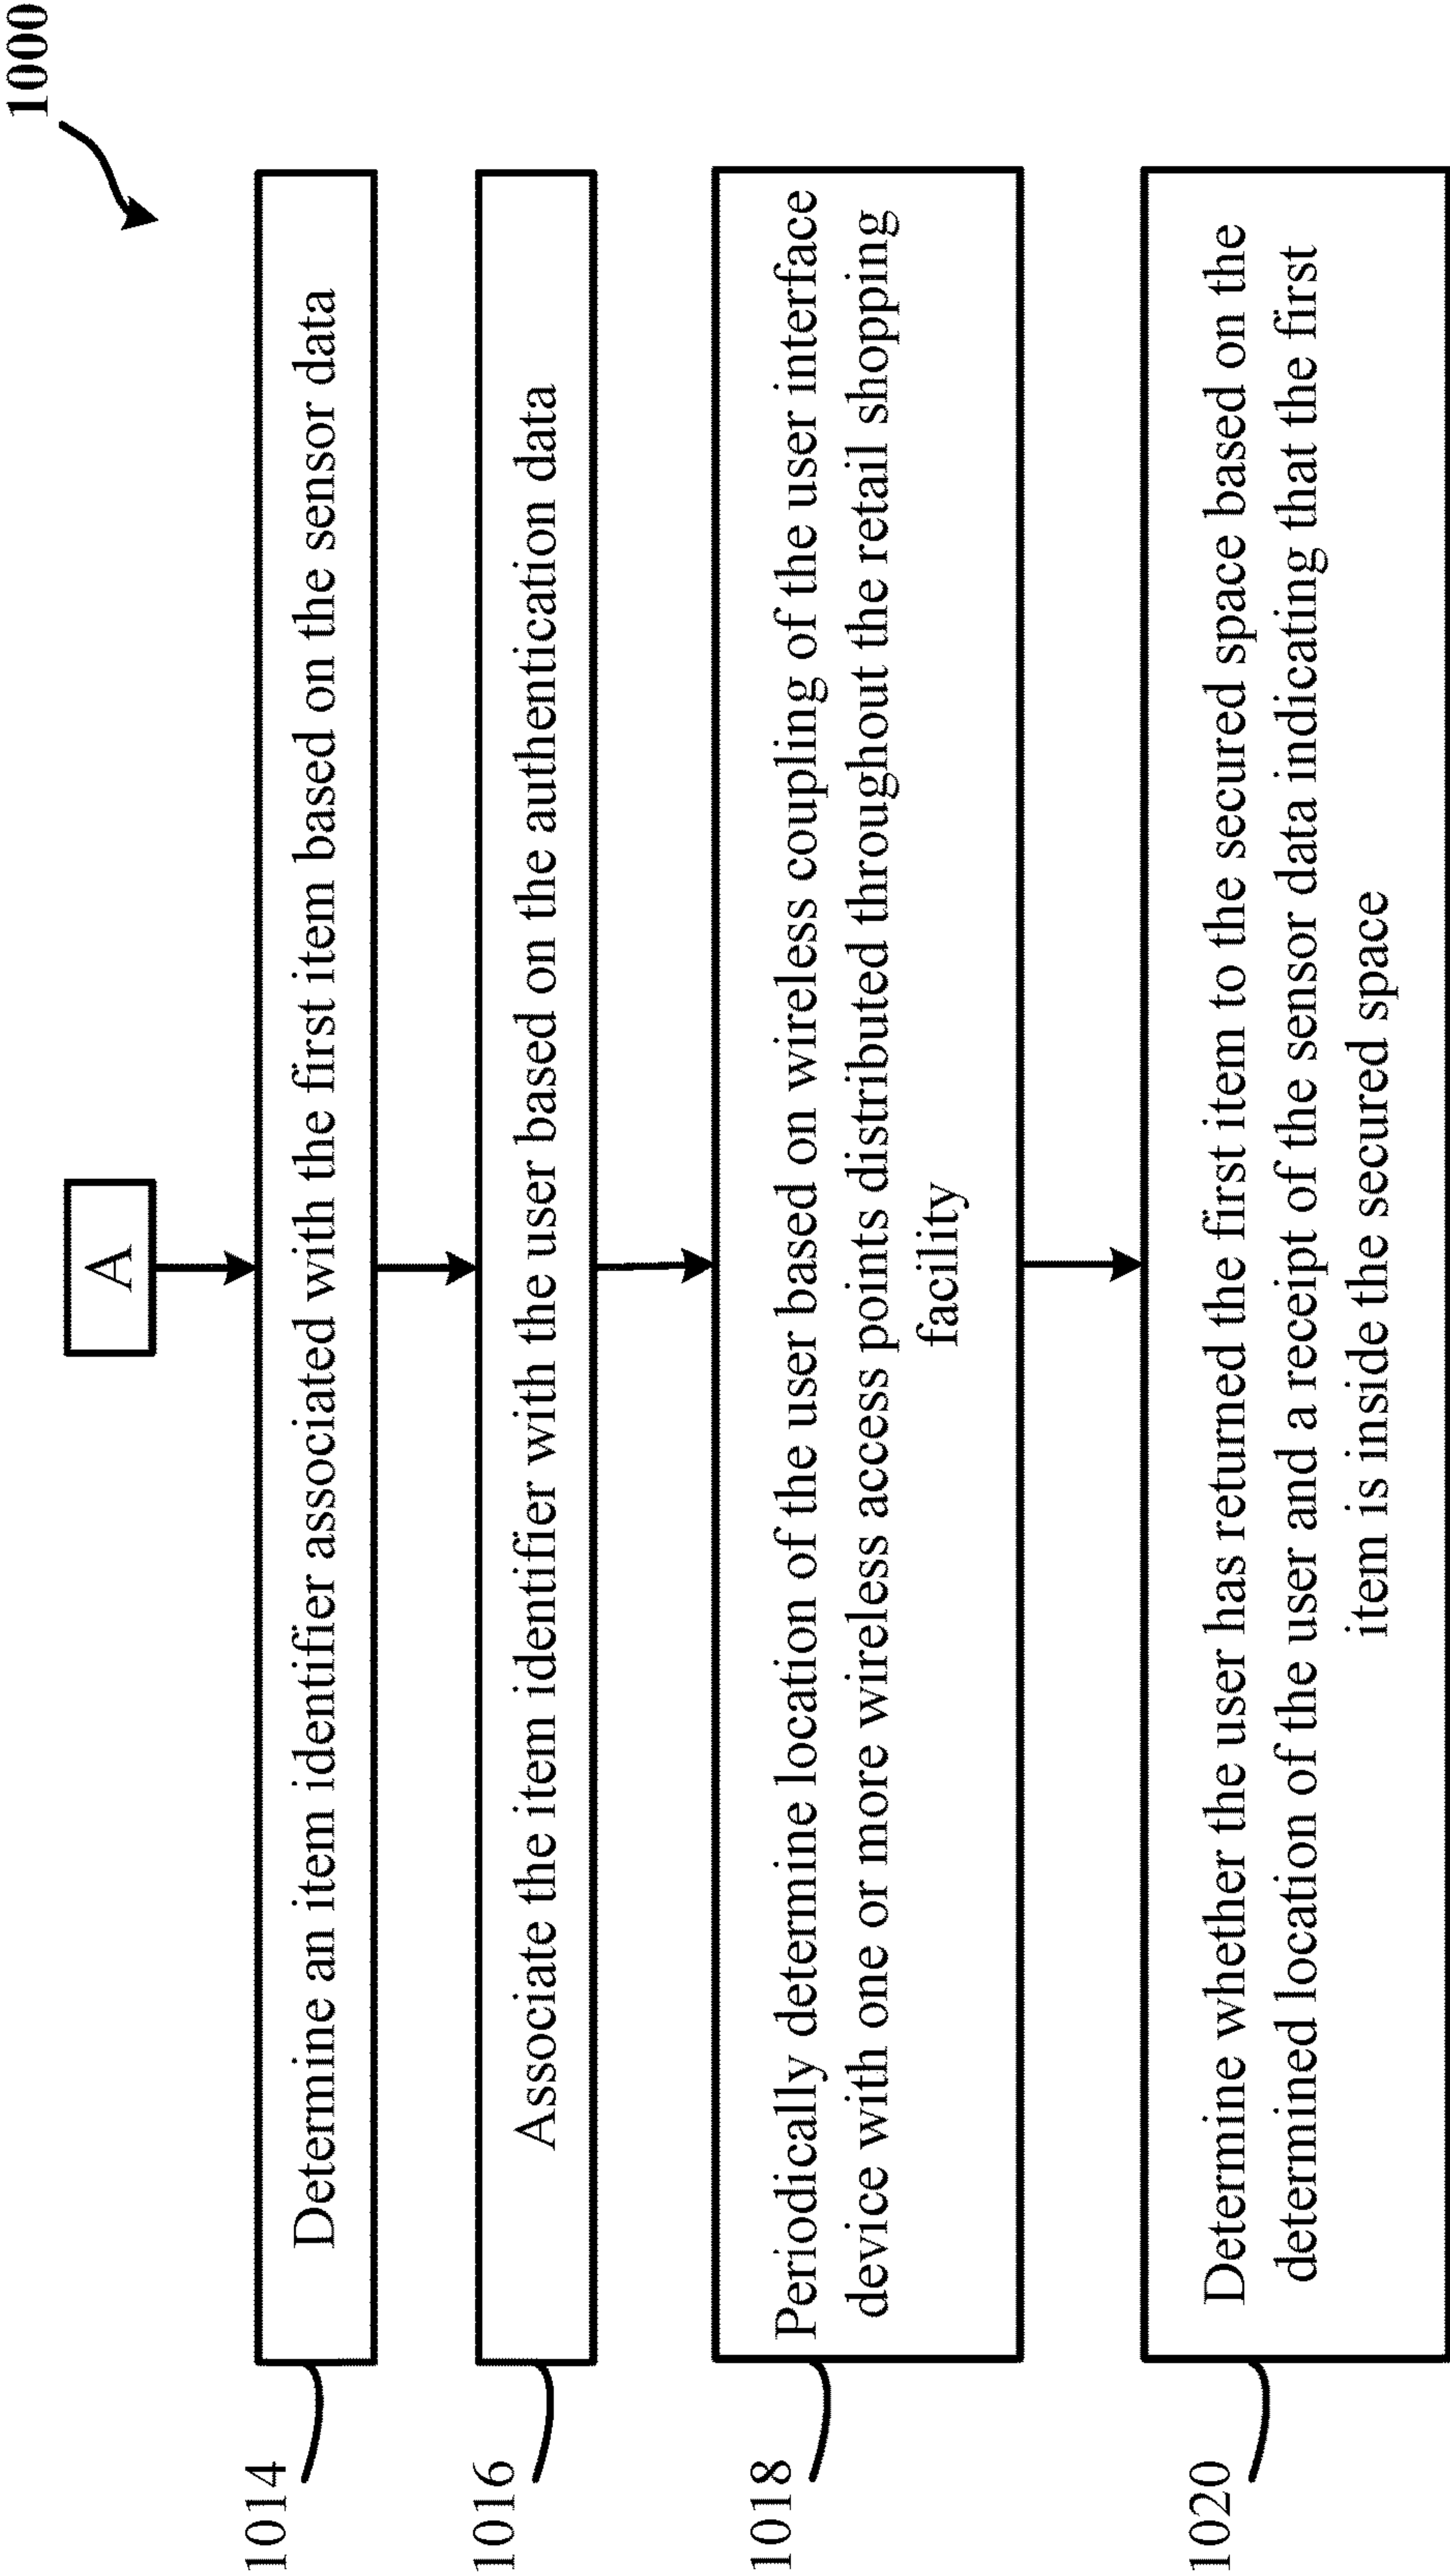 1000
A
1014
Determine an item identifier associated with the first item based on the sensor data
1016
Associate the item identifier with the user based on the authentication data
1018
Periodically determine location of the user based on wireless coupling of the user interface
device with one or more wireless access points distributed throughout the retail shopping
facility
1020
Determine whether the user has returned the first item to the secured space based on the
determined location of the user and a receipt of the sensor data indicating that the first
item is inside the secured space